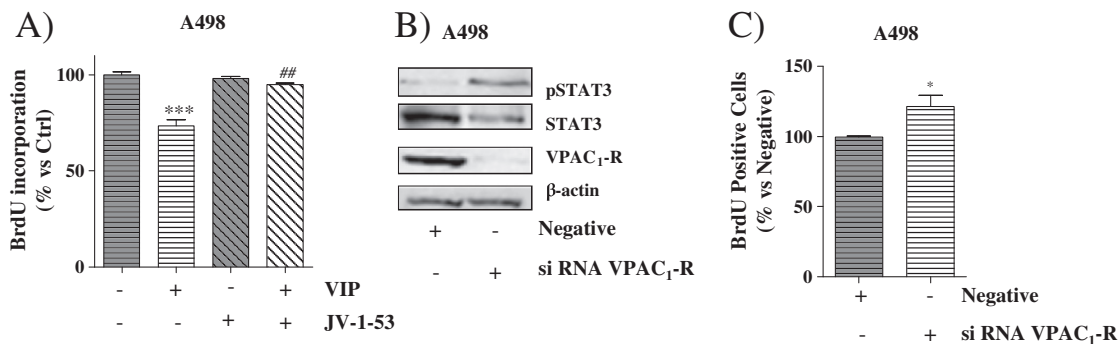 A)
A498
BrdU incorporation
(% vs Ctrl)
100
50
0
***
##
- + - + VIP
- - + + JV-1-53
B)
A498
pSTAT3
STAT3
VPAC₁-R
β-actin
+ - Negative
- + si RNA VPAC₁-R
C)
A498
BrdU Positive Cells
(% vs Negative)
150
100
50
0
*
+ - Negative
- + si RNA VPAC₁-R